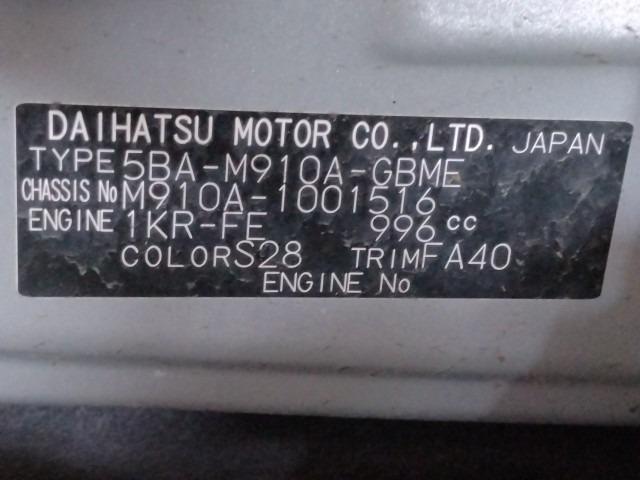 DAIHATSU MOTOR CO.,LTD. JAPAN
TYPE 5BA-M910A-GBME
CHASSIS No M910A-1001516
ENGINE 1KR-FE 996 cc
COLOR S28 TRIM FA40
ENGINE No